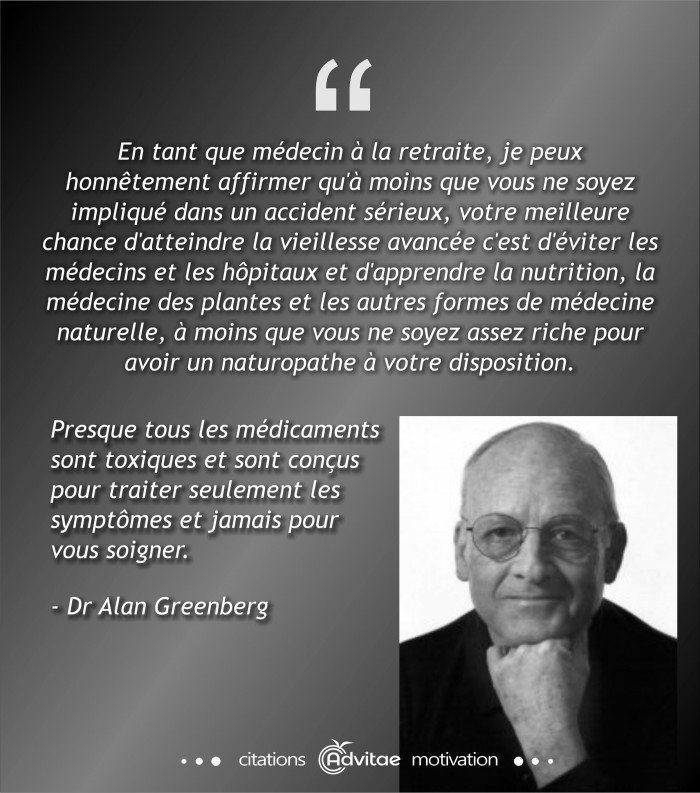 “
En tant que médecin à la retraite, je peux
honnêtement affirmer qu'à moins que vous ne soyez
impliqué dans un accident sérieux, votre meilleure
chance d'atteindre la vieillesse avancée c'est d'éviter les
médecins et les hôpitaux et d'apprendre la nutrition, la
médecine des plantes et les autres formes de médecine
naturelle, à moins que vous ne soyez assez riche pour
avoir un naturopathe à votre disposition.
Presque tous les médicaments
sont toxiques et sont conçus
pour traiter seulement les
symptômes et jamais pour
vous soigner.
- Dr Alan Greenberg
citations Advitae motivation